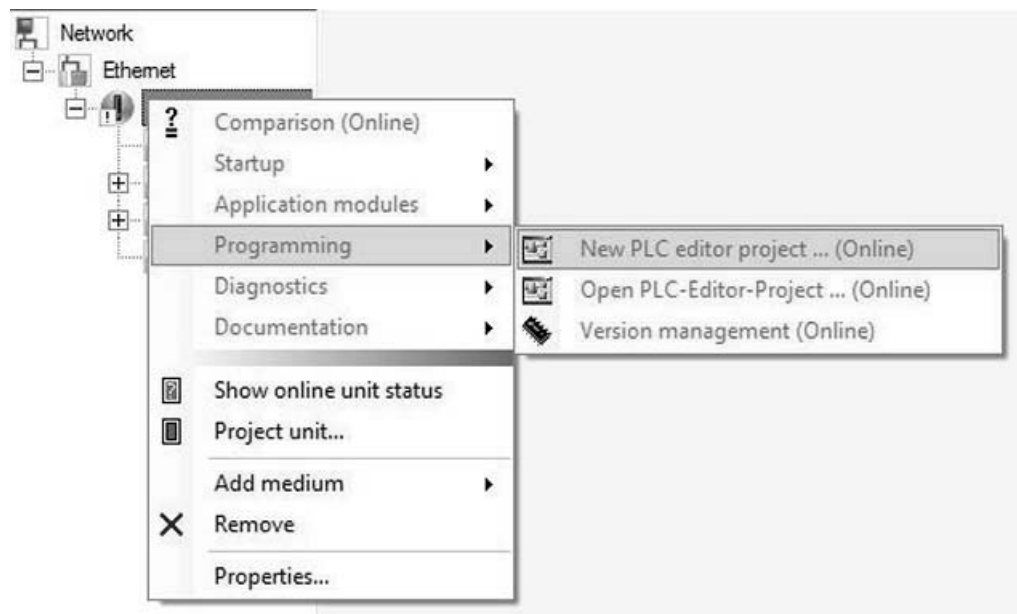 Network
Ethernet
Comparison (Online)
Startup
Application modules
Programming
New PLC editor project ... (Online)
Open PLC-Editor-Project ... (Online)
Version management (Online)
Diagnostics
Documentation
Show online unit status
Project unit...
Add medium
Remove
Properties...